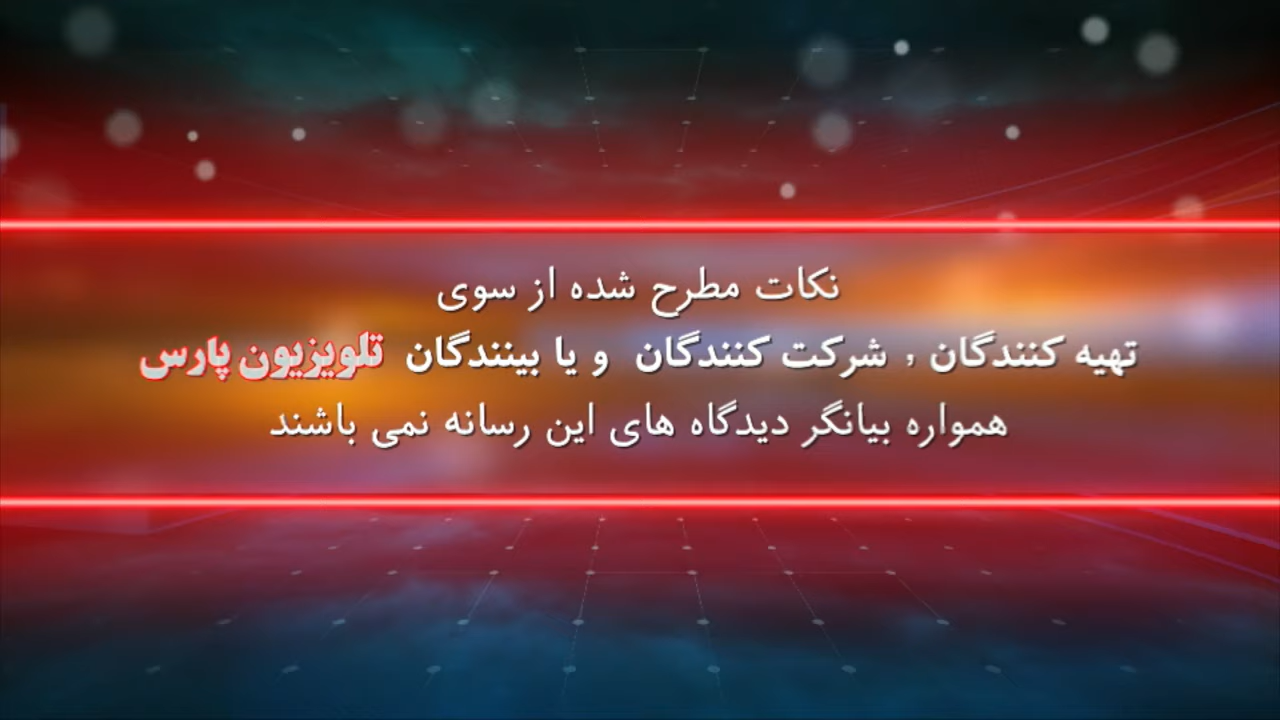 نکات مطرح شده از سوی
تهیه کنندگان , شرکت کنندگان و یا بینندگان تلویزیون پارس
همواره بیانگر دیدگاه های این رسانه نمی باشند